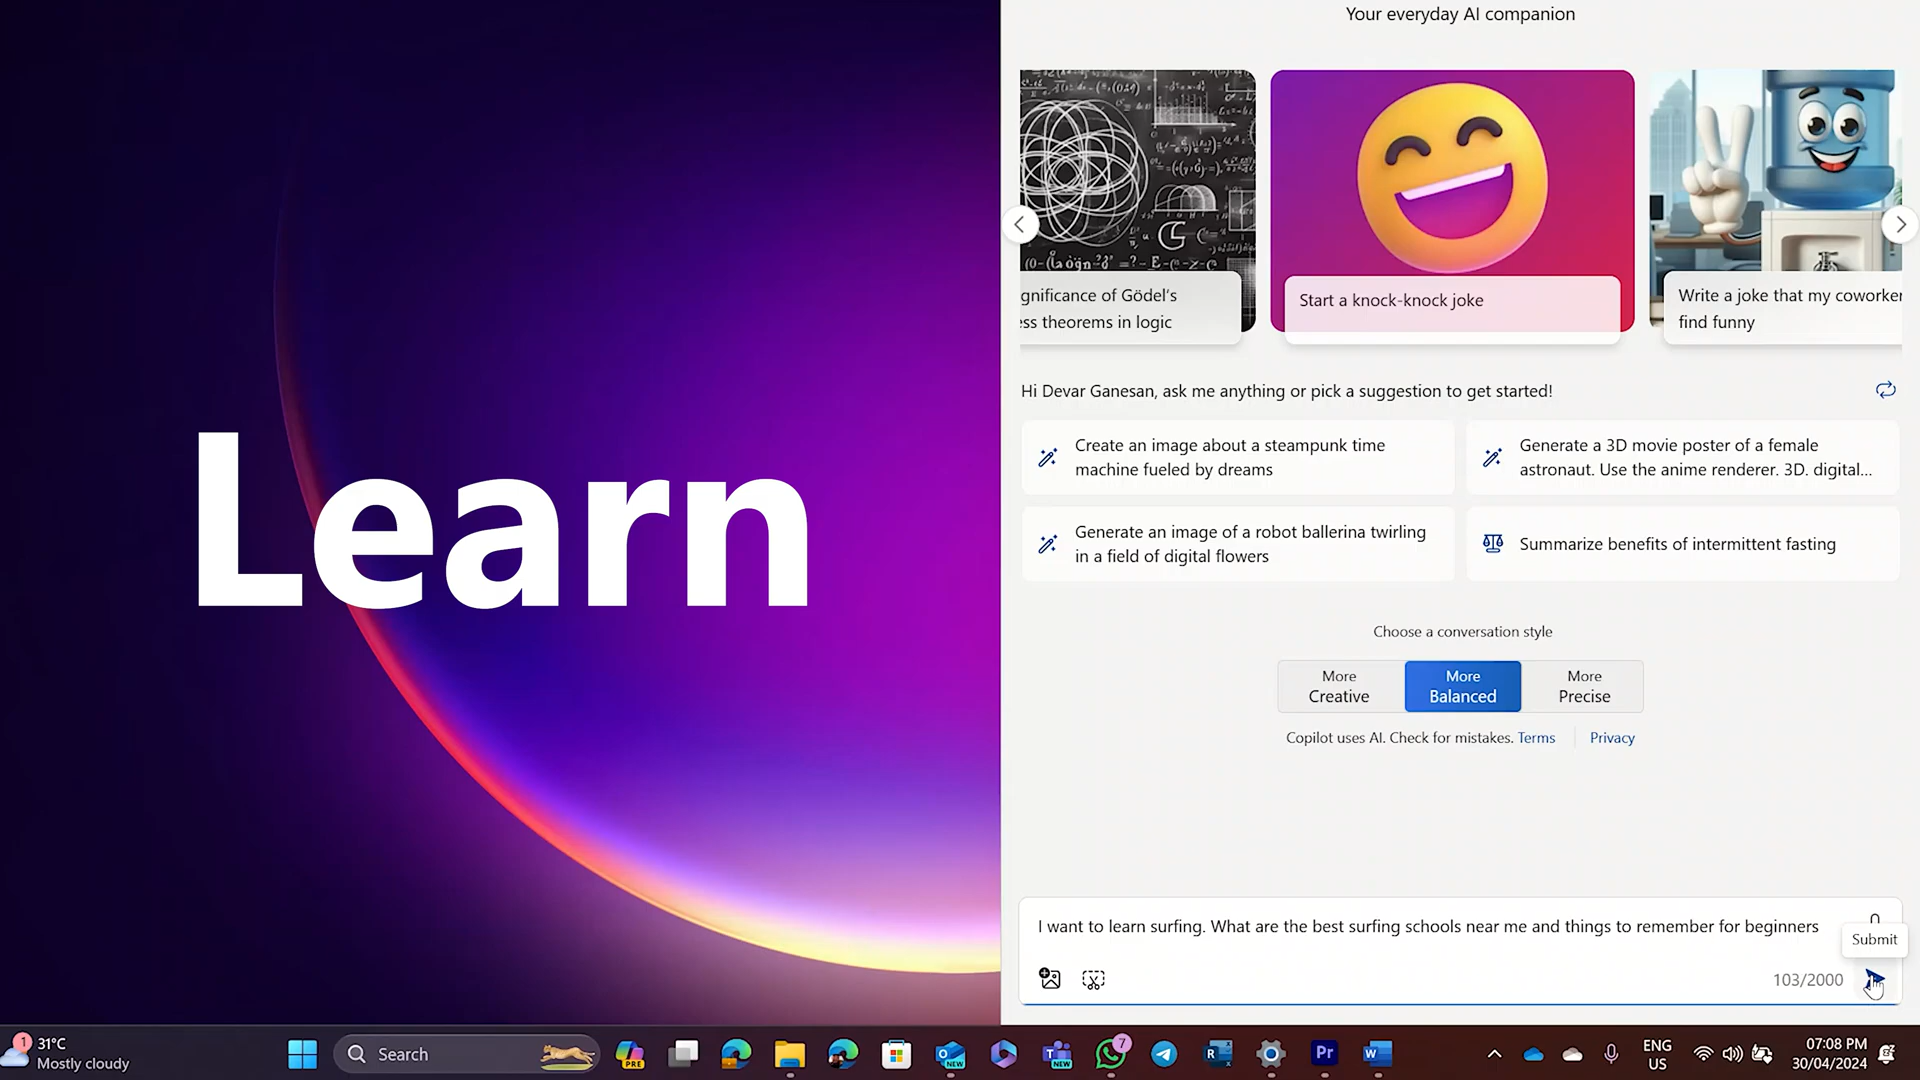 Your everyday AI companion
gnificance of Gödel's
ess theorems in logic
Start a knock-knock joke
Write a joke that my coworker
find funny
Learn
Hi Devar Ganesan, ask me anything or pick a suggestion to get started!
Create an image about a steampunk time
machine fueled by dreams
Generate a 3D movie poster of a female
astronaut. Use the anime renderer. 3D. digital...
Generate an image of a robot ballerina twirling
in a field of digital flowers
Summarize benefits of intermittent fasting
Choose a conversation style
More
Creative
More
Balanced
More
Precise
Copilot uses AI. Check for mistakes. Terms
Privacy
I want to learn surfing. What are the best surfing schools near me and things to remember for beginners
Submit
103/2000
1
31°C
Mostly cloudy
Search
PRE
NEW
NEW
7
Pr
W
ENG
US
07:08 PM
30/04/2024